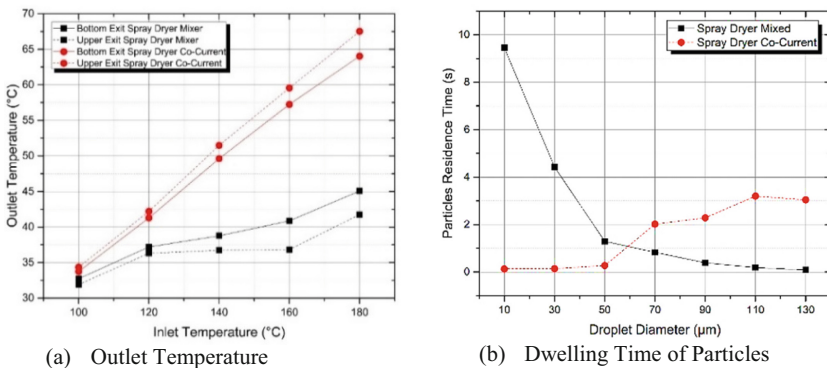 Bottom Exit Spray Dryer Mixer
Upper Exit Spray Dryer Mixer
Bottom Exit Spray Dryer Co-Current
Upper Exit Spray Dryer Co-Current
70
65
60
55
50
45
40
35
30
Outlet Temperature (°C)
100 120 140 160 180
Inlet Temperature (°C)
(a) Outlet Temperature
Spray Dryer Mixed
Spray Dryer Co-Current
10
8
6
4
2
0
Particles Residence Time (s)
10 30 50 70 90 110 130
Droplet Diameter (μm)
(b) Dwelling Time of Particles